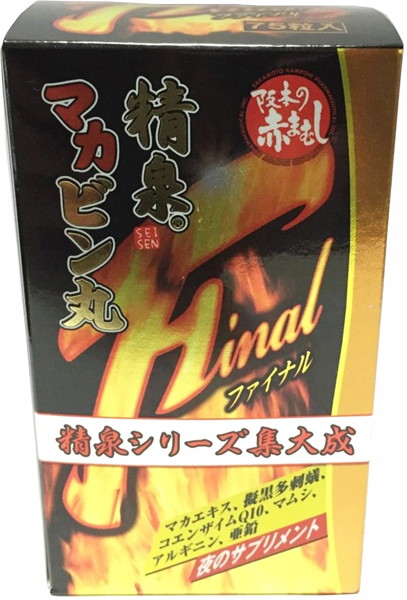 75粒入
阪本の
赤まむし
精泉®
マカビン丸
SEI
SEN
Final
ファイナル
精泉シリーズ集大成
マカエキス、擬黒多刺蟻、
コエンザイムQ10、マムシ、
アルギニン、亜鉛
夜のサプリメント